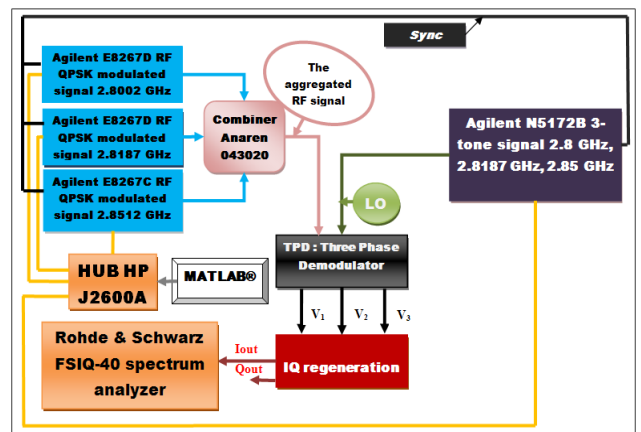 Sync
Agilent E8267D RF
QPSK modulated
signal 2.8002 GHz
The
aggregated
RF signal
Agilent E8267D RF
QPSK modulated
signal 2.8187 GHz
Combiner
Anaren
043020
Agilent N5172B 3-
tone signal 2.8 GHz,
2.8187 GHz, 2.85 GHz
Agilent E8267C RF
QPSK modulated
signal 2.8512 GHz
LO
TPD : Three Phase
Demodulator
HUB HP
J2600A
MATLAB®
V1
V2
V3
Rohde & Schwarz
FSIQ-40 spectrum
analyzer
Iout
Qout
IQ regeneration